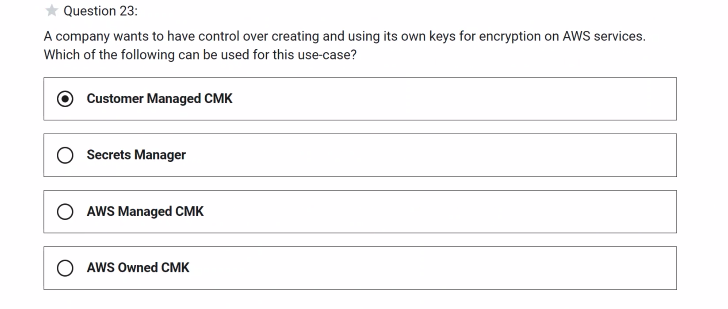 Question 23:
A company wants to have control over creating and using its own keys for encryption on AWS services.
Which of the following can be used for this use-case?
Customer Managed CMK
Secrets Manager
AWS Managed CMK
AWS Owned CMK